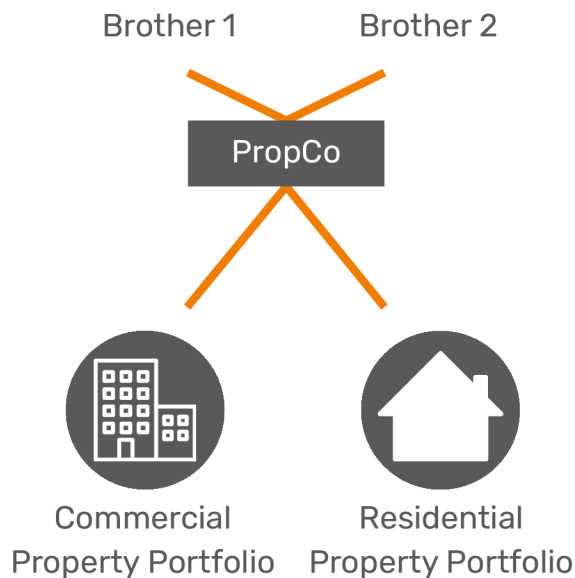 Brother 1
Brother 2
PropCo
Commercial
Property Portfolio
Residential
Property Portfolio